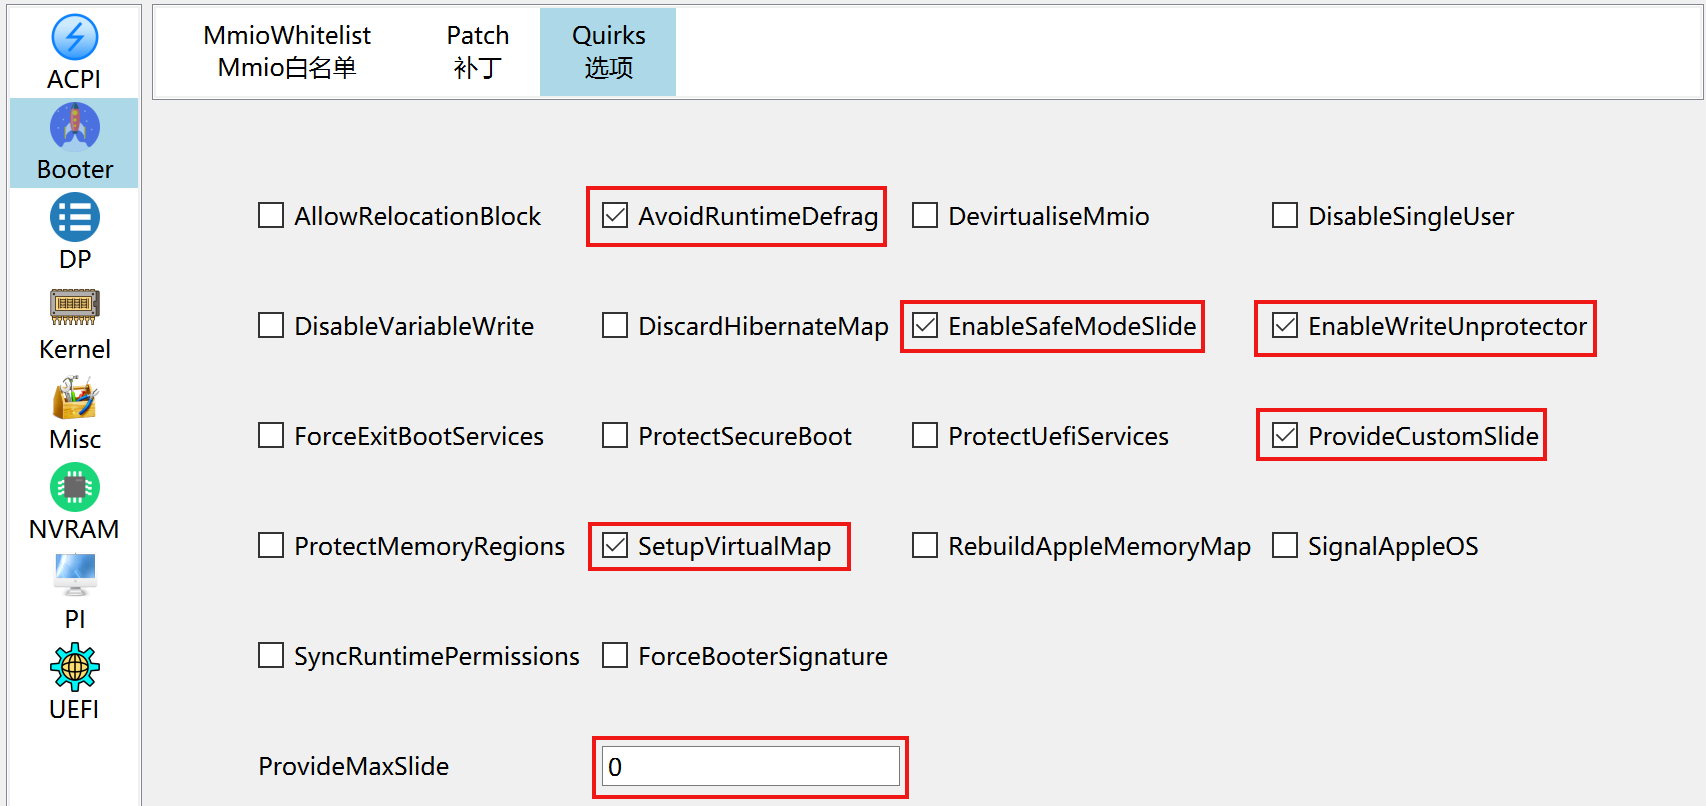 ACPI
Booter
DP
Kernel
Misc
NVRAM
PI
UEFI
MmioWhitelist
Mmio白名单
Patch
补丁
Quirks
选项
AllowRelocationBlock
AvoidRuntimeDefrag
DevirtualiseMmio
DisableSingleUser
DisableVariableWrite
DiscardHibernateMap
EnableSafeModeSlide
EnableWriteUnprotector
ForceExitBootServices
ProtectSecureBoot
ProtectUefiServices
ProvideCustomSlide
ProtectMemoryRegions
SetupVirtualMap
RebuildAppleMemoryMap
SignalAppleOS
SyncRuntimePermissions
ForceBooterSignature
ProvideMaxSlide
0